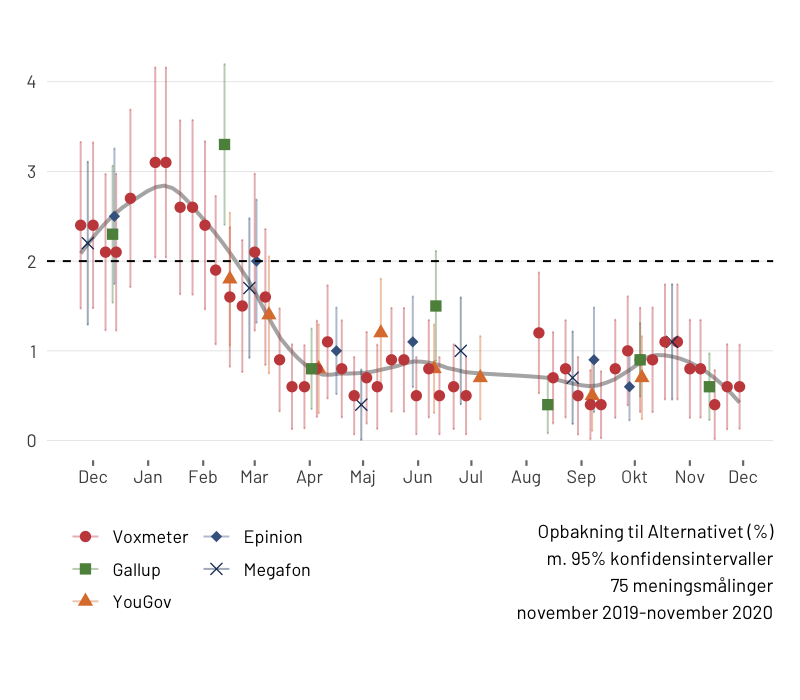 4
3
2
1
0
Dec Jan Feb Mar Apr Maj Jun Jul Aug Sep Okt Nov Dec
Voxmeter Epinion
Gallup Megafon
YouGov
Opbakning til Alternativet (%)
m. 95% konfidensintervaller
75 meningsmålinger
november 2019-november 2020